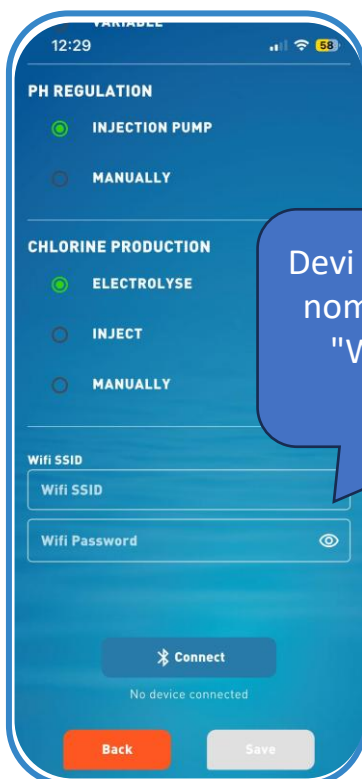 VARIABLE
12:29
58
PH REGULATION
INJECTION PUMP
MANUALLY
CHLORINE PRODUCTION
ELECTROLYSE
INJECT
MANUALLY
Devi
nom
"V
Wifi SSID
Wifi SSID
Wifi Password
Connect
No device connected
Back
Save